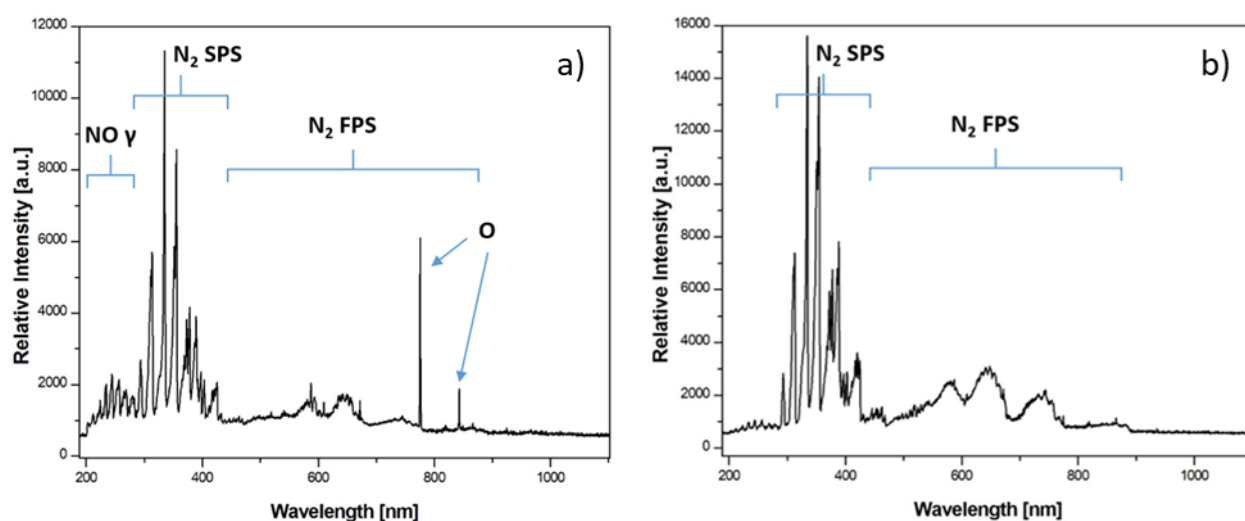 12000
10000
8000
6000
4000
2000
0
200
400
600
800
1000
Relative Intensity [a.u.]
Wavelength [nm]
N₂ SPS
a)
NO γ
N₂ FPS
O
16000
14000
12000
10000
8000
6000
4000
2000
0
200
400
600
800
1000
Relative Intensity [a.u.]
Wavelength [nm]
N₂ SPS
b)
N₂ FPS